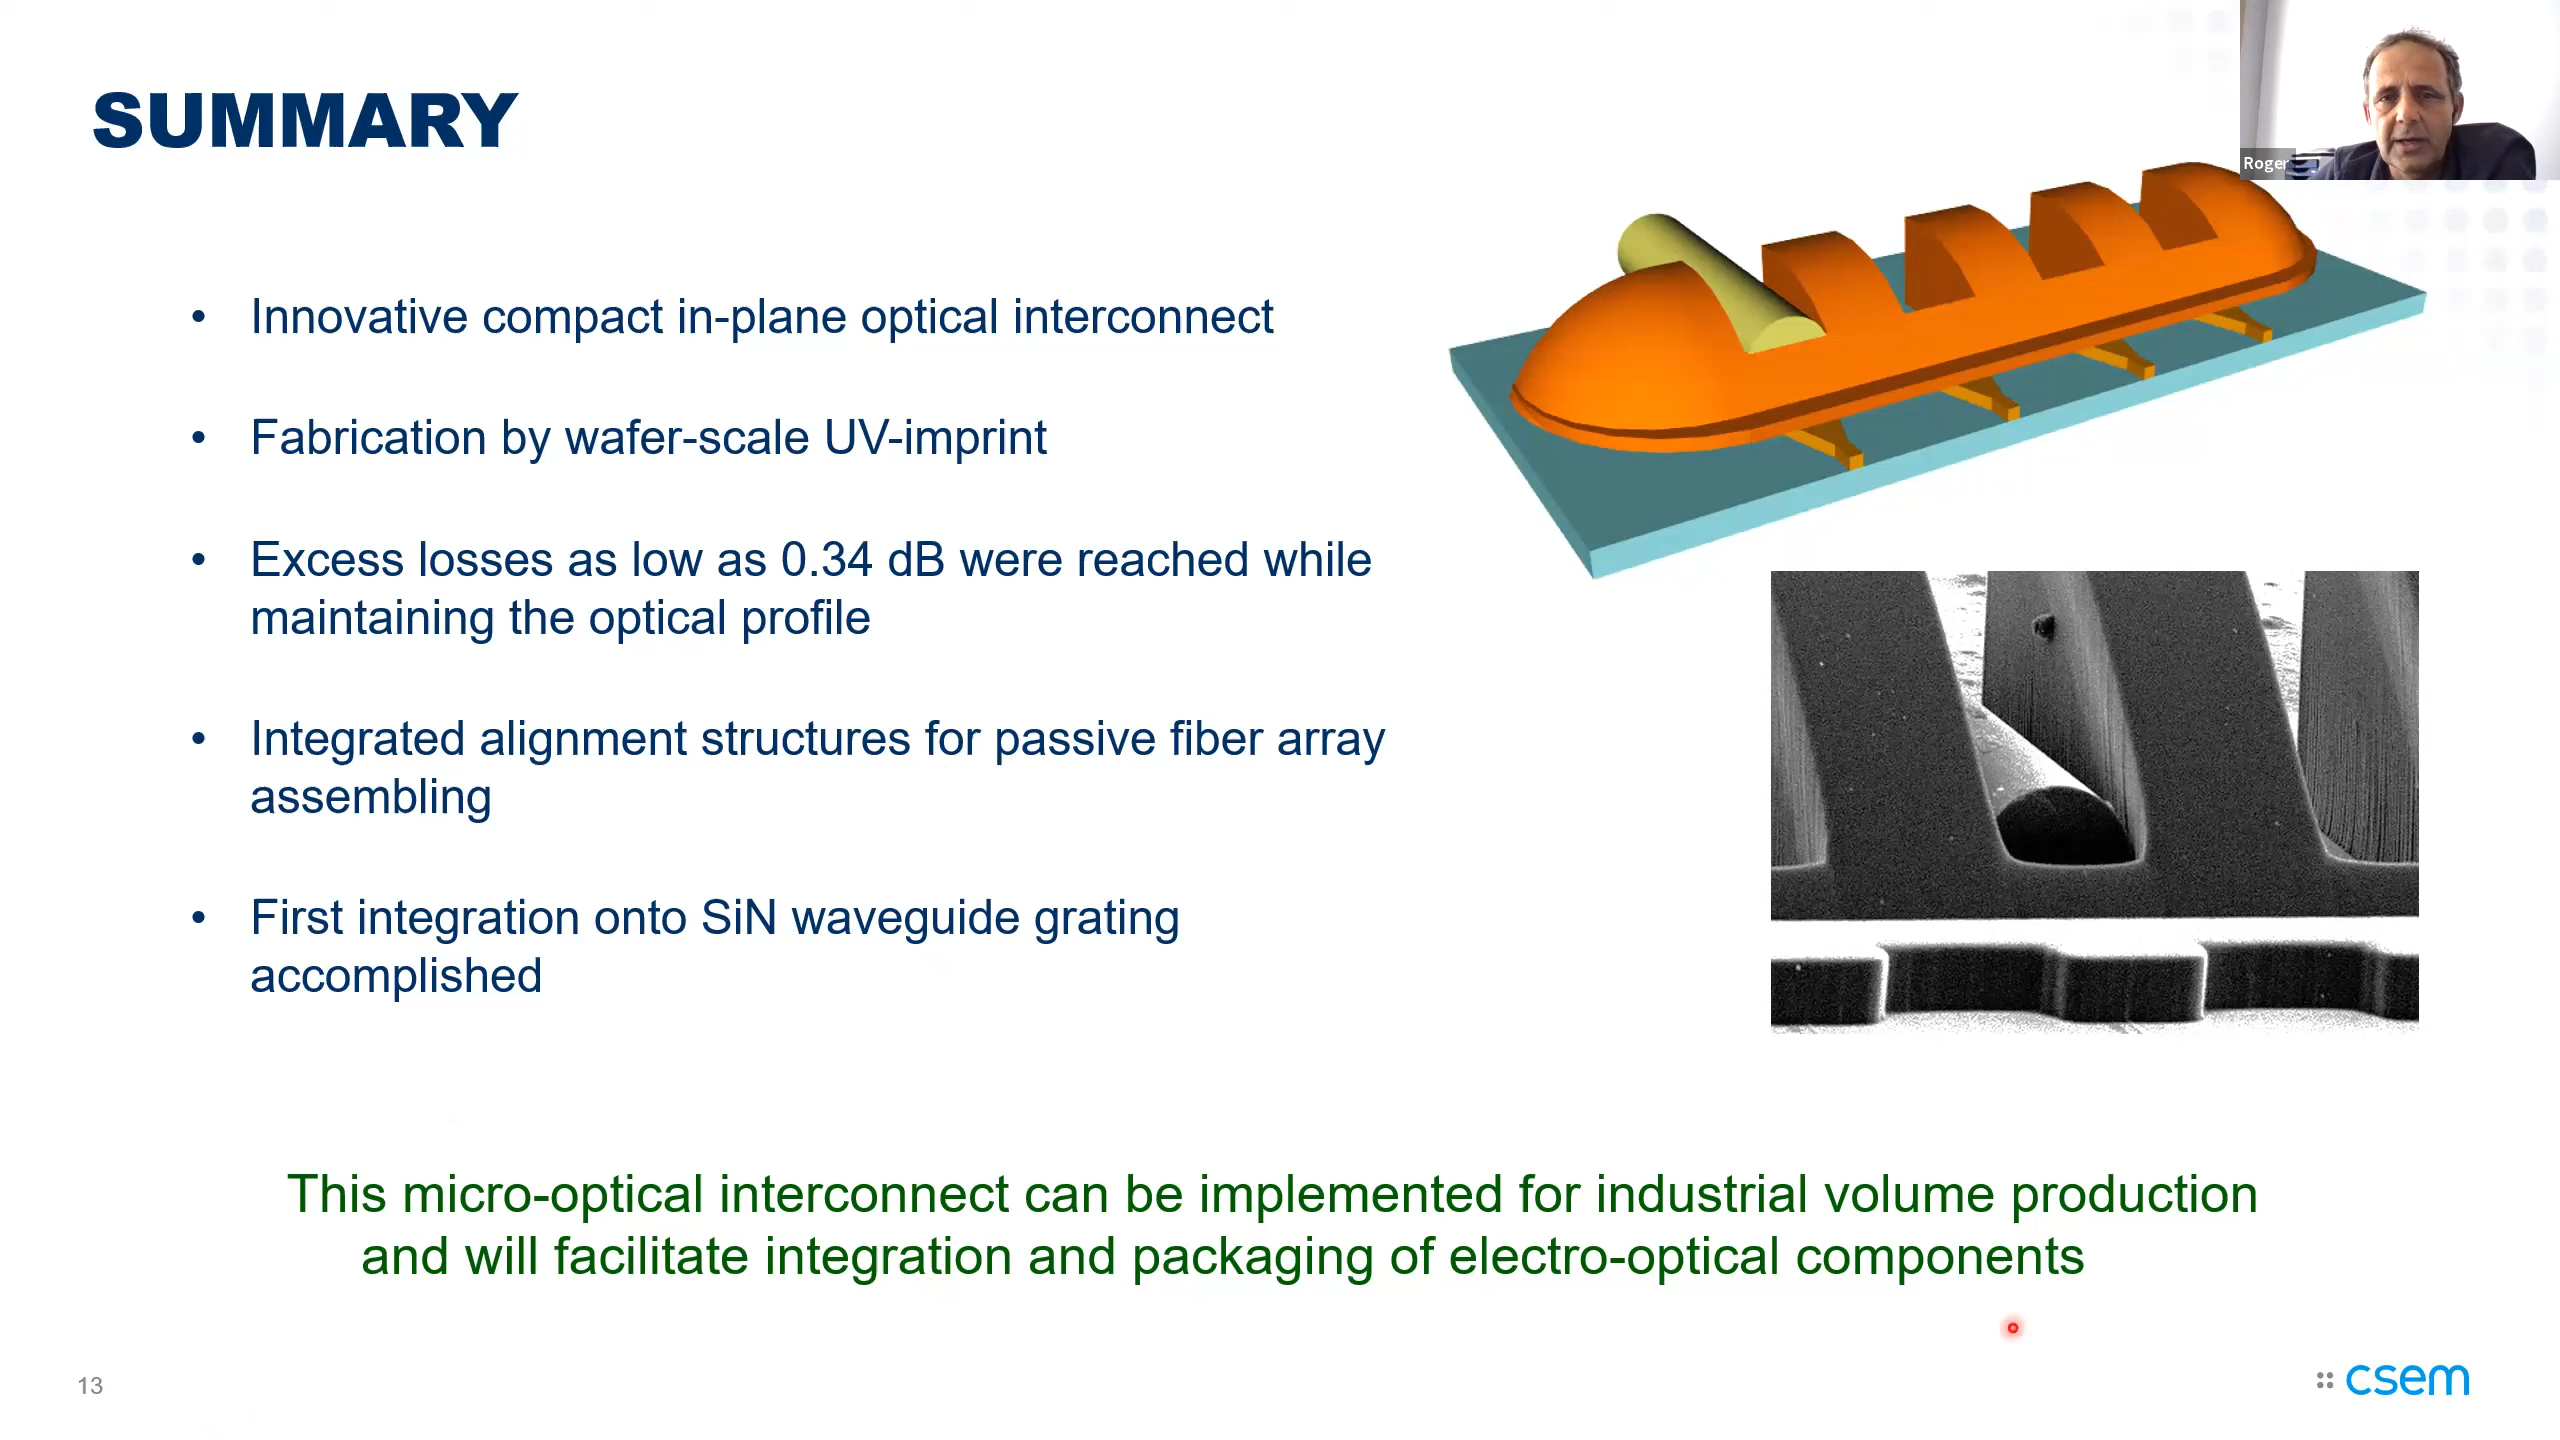 SUMMARY
Roger
• Innovative compact in-plane optical interconnect
• Fabrication by wafer-scale UV-imprint
• Excess losses as low as 0.34 dB were reached while
maintaining the optical profile
• Integrated alignment structures for passive fiber array
assembling
• First integration onto SiN waveguide grating
accomplished
This micro-optical interconnect can be implemented for industrial volume production
and will facilitate integration and packaging of electro-optical components
13
csem